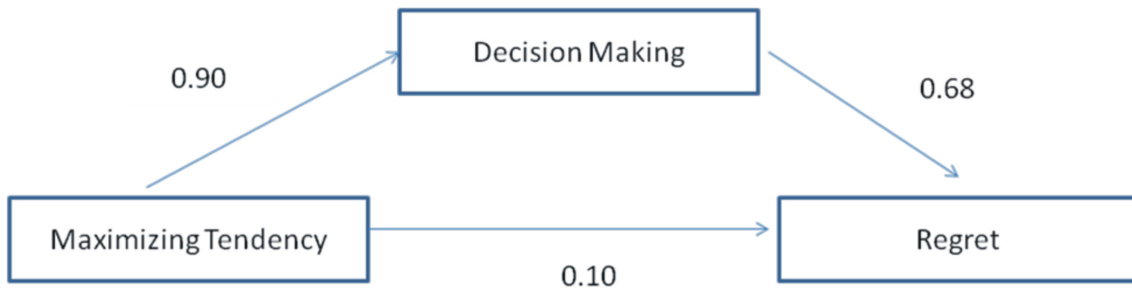 Decision Making
0.90
0.68
Maximizing Tendency
Regret
0.10